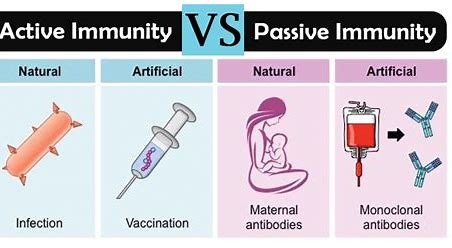 Active Immunity VS Passive Immunity
Natural
Artificial
Natural
Artificial
Infection
Vaccination
Maternal
antibodies
Monoclonal
antibodies